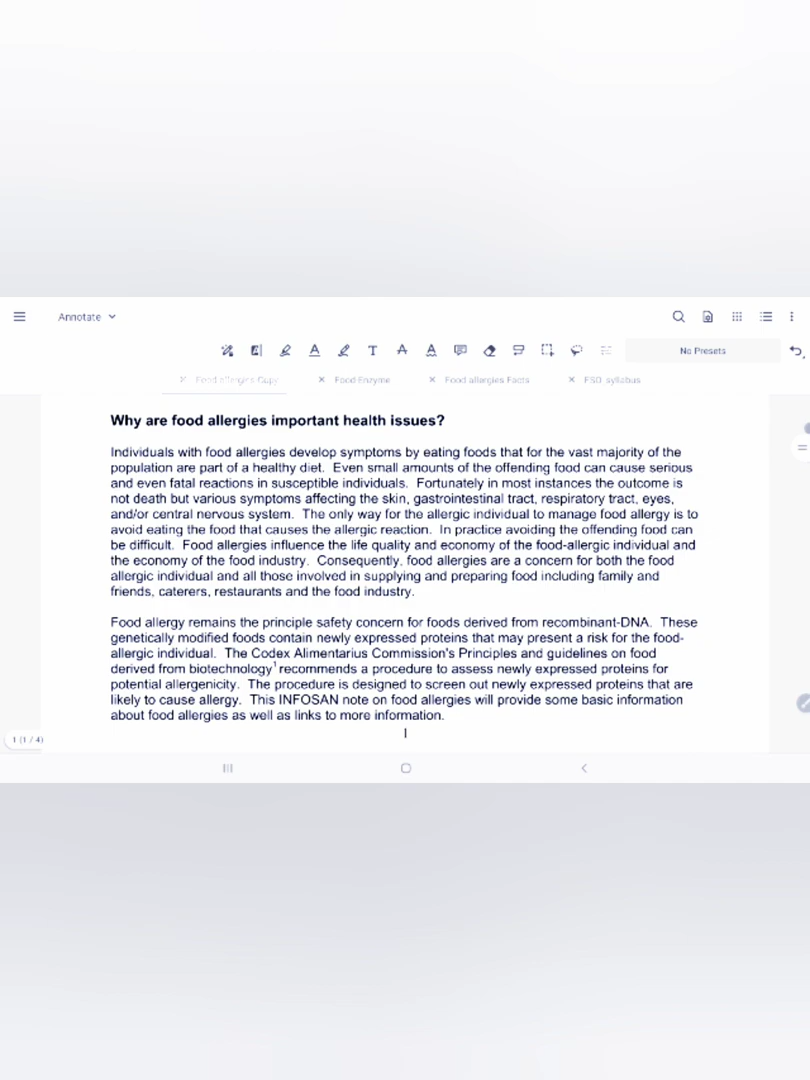 Annotate
No Presets
Food allergies-Copy
Food-Enzyme
Food allergies Facts
FSO syllabus
Why are food allergies important health issues?
Individuals with food allergies develop symptoms by eating foods that for the vast majority of the
population are part of a healthy diet. Even small amounts of the offending food can cause serious
and even fatal reactions in susceptible individuals. Fortunately in most instances the outcome is
not death but various symptoms affecting the skin, gastrointestinal tract, respiratory tract, eyes,
and/or central nervous system. The only way for the allergic individual to manage food allergy is to
avoid eating the food that causes the allergic reaction. In practice avoiding the offending food can
be difficult. Food allergies influence the life quality and economy of the food-allergic individual and
the economy of the food industry. Consequently, food allergies are a concern for both the food
allergic individual and all those involved in supplying and preparing food including family and
friends, caterers, restaurants and the food industry.
Food allergy remains the principle safety concern for foods derived from recombinant-DNA. These
genetically modified foods contain newly expressed proteins that may present a risk for the food-
allergic individual. The Codex Alimentarius Commission's Principles and guidelines on food
derived from biotechnology¹ recommends a procedure to assess newly expressed proteins for
potential allergenicity. The procedure is designed to screen out newly expressed proteins that are
likely to cause allergy. This INFOSAN note on food allergies will provide some basic information
about food allergies as well as links to more information.
1 (1 / 4)